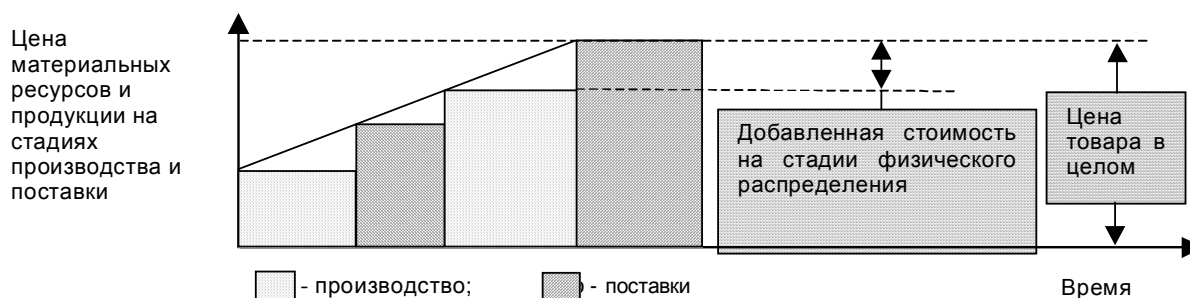 Цена
материальных
ресурсов и
продукции на
стадиях
производства и
поставки
Добавленная стоимость
на стадии физического
распределения
Цена
товара в
целом
- производство;
- поставки
Время